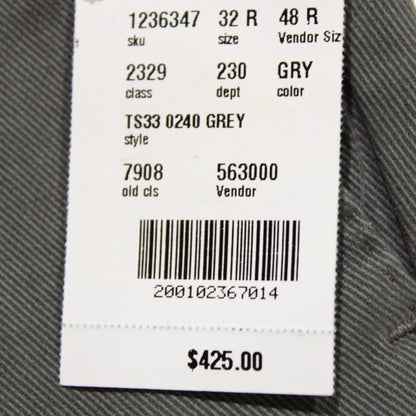 1236347 32 R 48 R
sku size Vendor Siz
2329 230 GRY
class dept color
TS33 0240 GREY
style
7908 563000
old cls Vendor
200102367014
$425.00